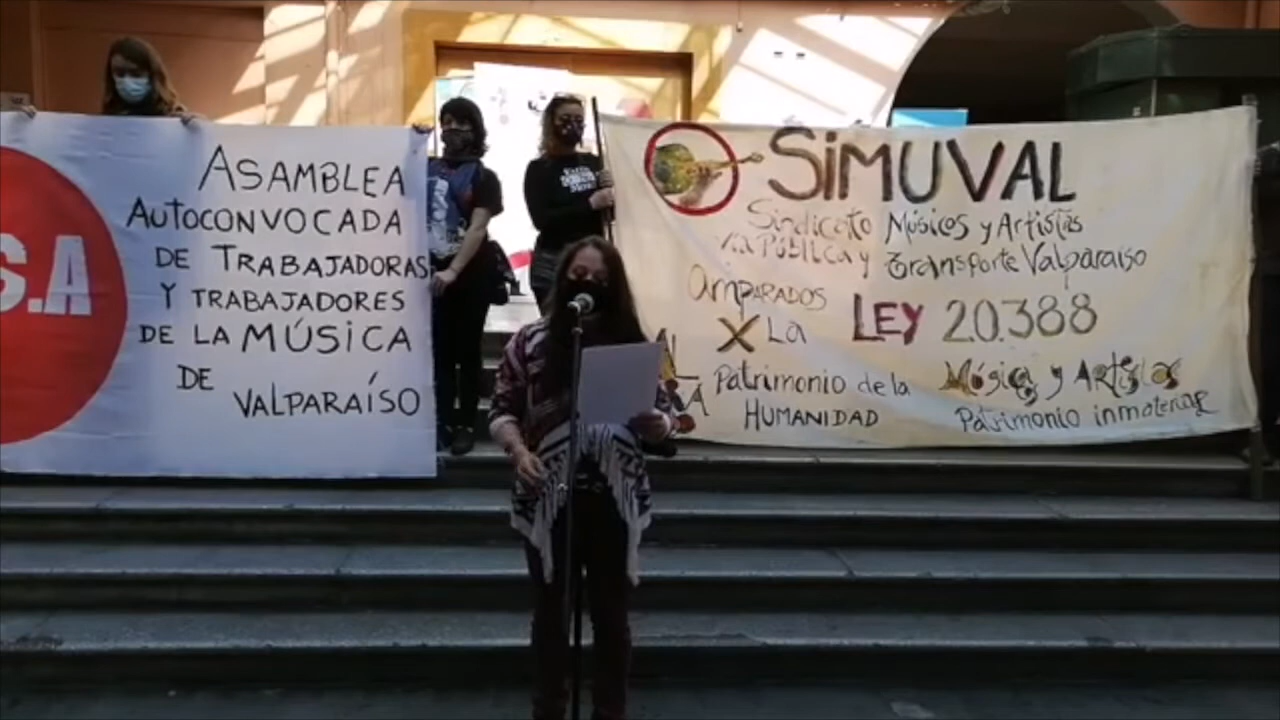 S.A
ASAMBLEA
AUTOCONVOCADA
DE TRABAJADORAS
Y TRABAJADORES
DE LA MÚSICA
DE
VALPARAÍSO
SiMUVAL
Sindicato Músicos y Artistas
Vía Pública y Transporte Valparaíso
Amparados
X La LEY 20.388
Patrimonio de la
HUMANIDAD
Músicos y Artistas
Patrimonio inmaterial